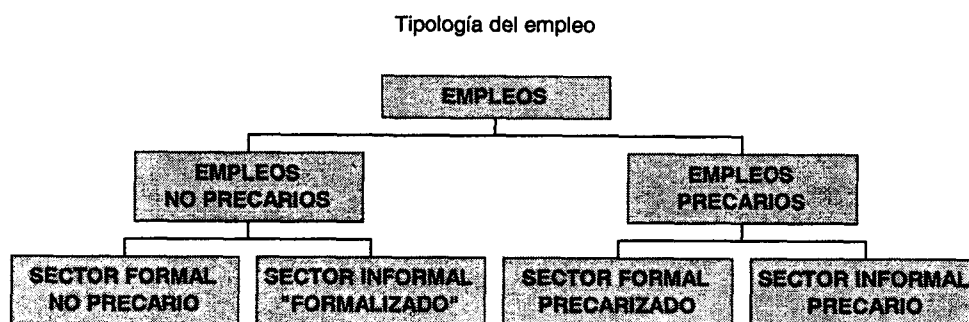 Tipología del empleo
EMPLEOS
EMPLEOS
NO PRECARIOS
EMPLEOS
PRECARIOS
SECTOR FORMAL
NO PRECARIO
SECTOR INFORMAL
"FORMALIZADO"
SECTOR FORMAL
PRECARIZADO
SECTOR INFORMAL
PRECARIO